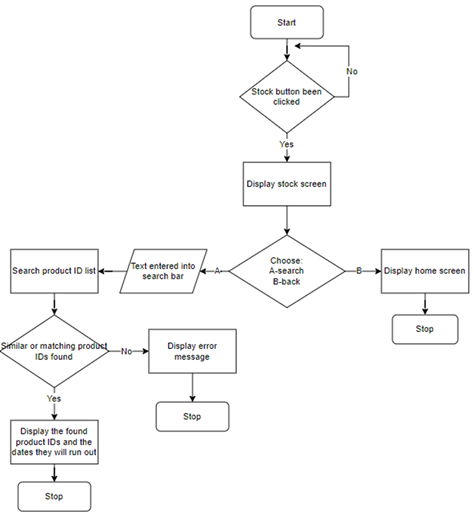 Start
No
Stock button been
clicked
Yes
Display stock screen
Choose:
A-search
B-back
A
B
Text entered into
search bar
Search product ID list
Display home screen
Stop
Similar or matching product
IDs found
No
Display error
message
Stop
Yes
Display the found
product IDs and the
dates they will run out
Stop